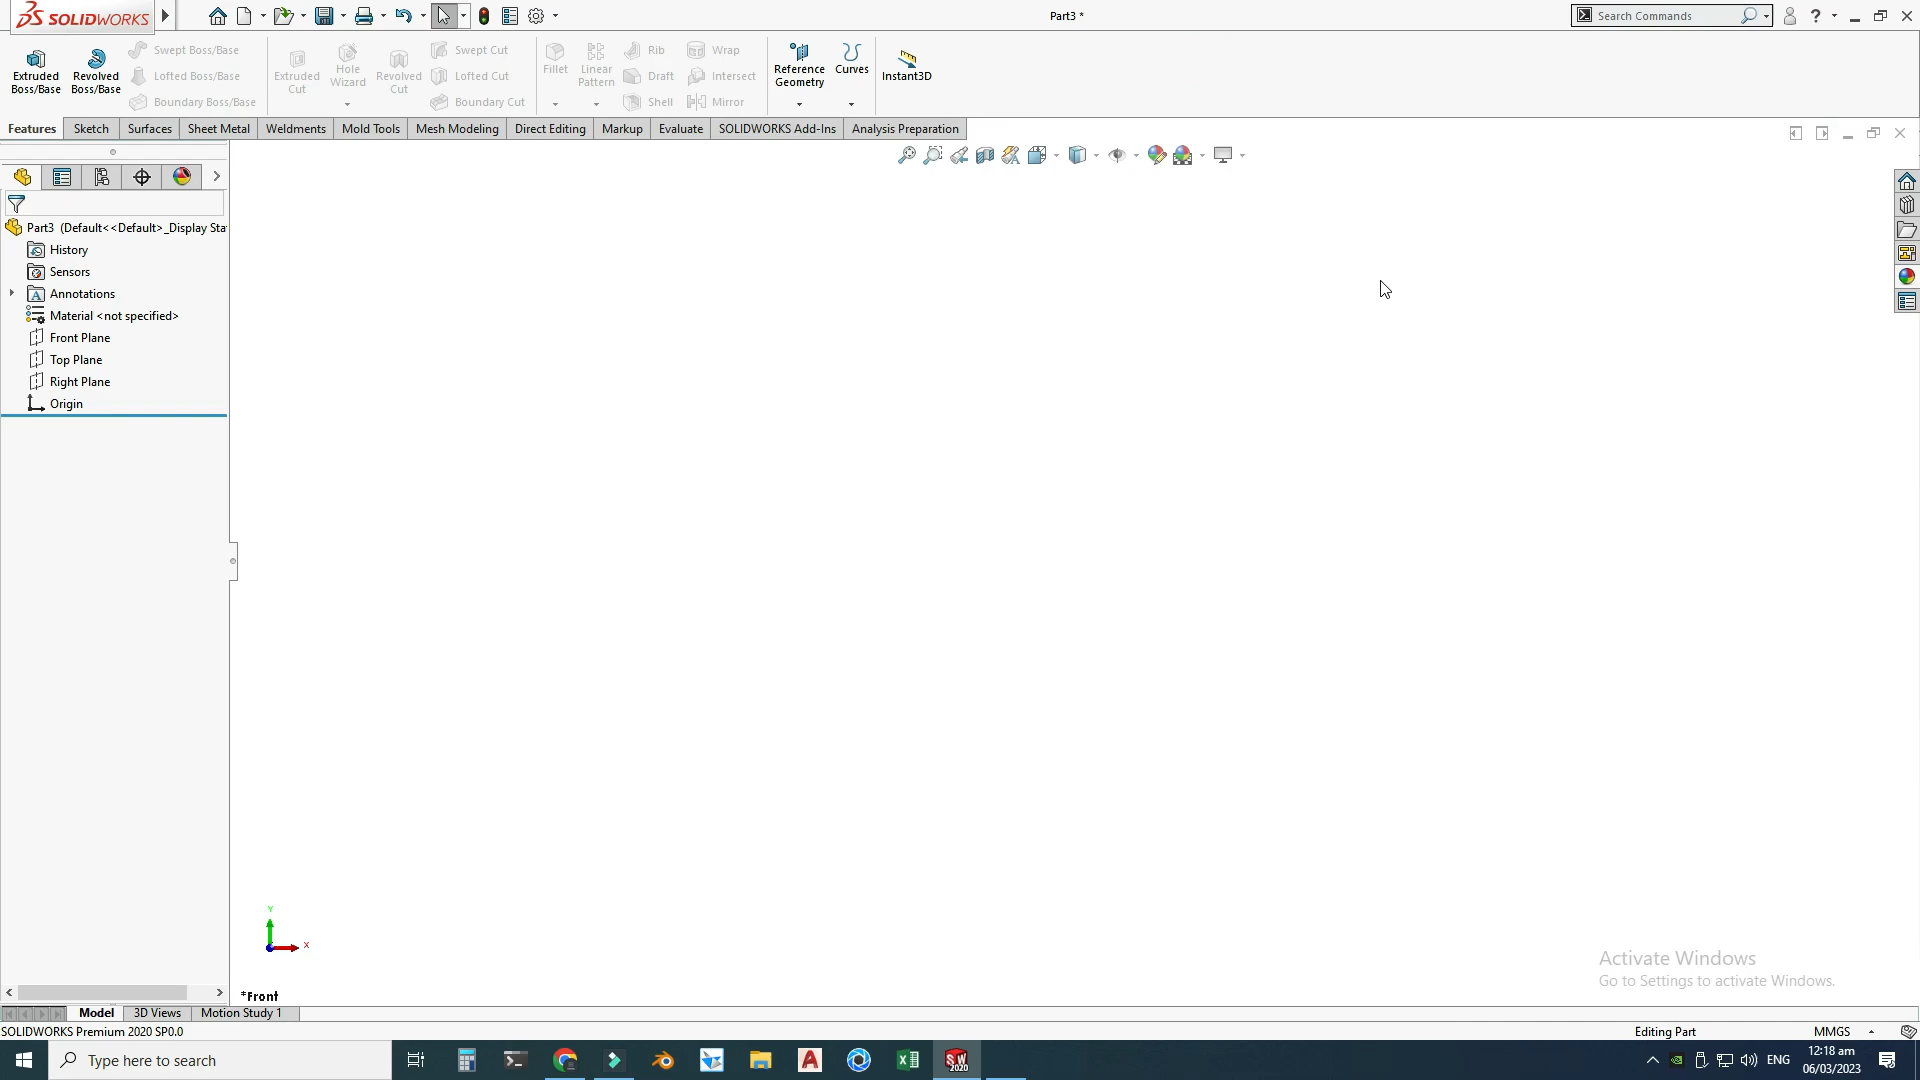 SOLIDWORKS
Part3 *
Search Commands
?
Extruded Boss/Base
Revolved Boss/Base
Swept Boss/Base
Lofted Boss/Base
Boundary Boss/Base
Extruded Cut
Hole Wizard
Revolved Cut
Swept Cut
Lofted Cut
Boundary Cut
Fillet
Linear Pattern
Rib
Draft
Shell
Wrap
Intersect
Mirror
Reference Geometry
Curves
Instant3D
Features
Sketch
Surfaces
Sheet Metal
Weldments
Mold Tools
Mesh Modeling
Direct Editing
Markup
Evaluate
SOLIDWORKS Add-Ins
Analysis Preparation
Part3 (Default<<Default>_Display Sta
History
Sensors
Annotations
Material <not specified>
Front Plane
Top Plane
Right Plane
Origin
Y
X
*Front
Activate Windows
Go to Settings to activate Windows.
Model
3D Views
Motion Study 1
SOLIDWORKS Premium 2020 SP0.0
Editing Part
MMGS
Type here to search
SW
2020
ENG
12:18 am
06/03/2023